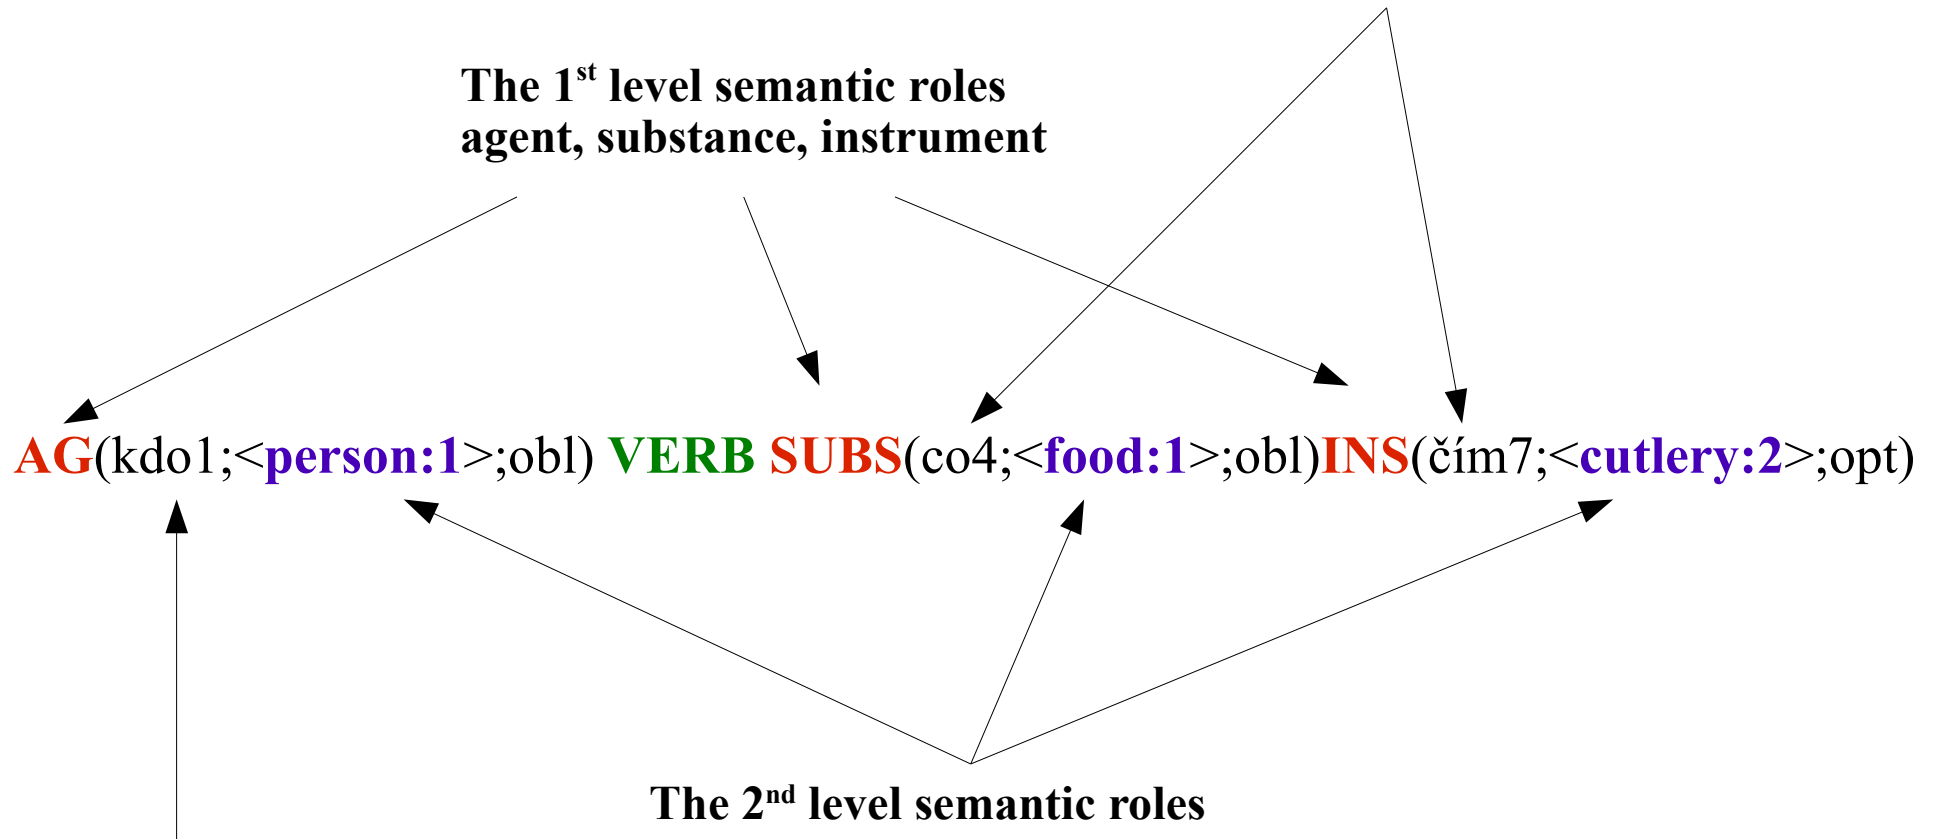 The 1st level semantic roles
agent, substance, instrument
AG(kdo1;<person:1>;obl) VERB SUBS(co4;<food:1>;obl)INS(čím7;<cutlery:2>;opt)
The 2nd level semantic roles